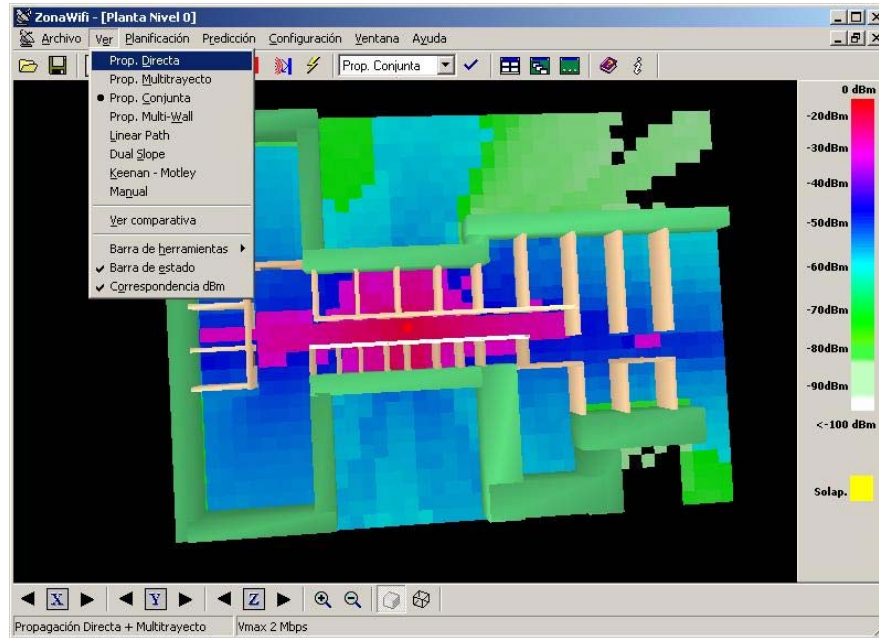 ZonaWifi - [Planta Nivel 0]
Archivo Ver Planificación Predicción Configuración Ventana Ayuda
Prop. Conjunta
Prop. Directa
Prop. Multitrayecto
Prop. Conjunta
Prop. Multi-Wall
Linear Path
Dual Slope
Keenan - Motley
Manual
Ver comparativa
Barra de herramientas
Barra de estado
Correspondencia dBm
0 dBm
-20dBm
-30dBm
-40dBm
-50dBm
-60dBm
-70dBm
-80dBm
-90dBm
<-100 dBm
Solap.
X Y Z
Propagación Directa + Multitrayecto Vmax 2 Mbps